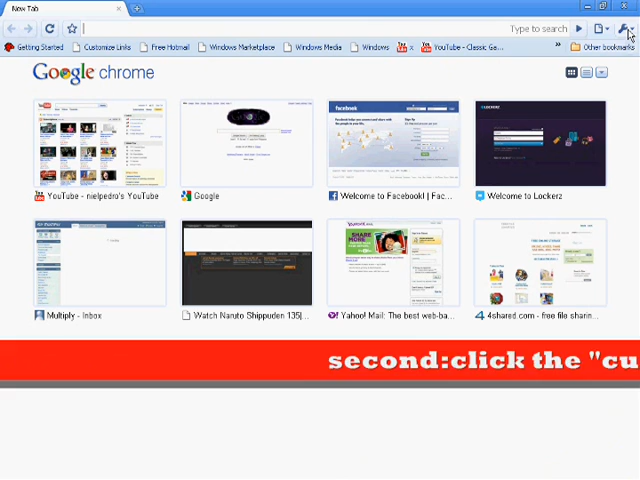 New Tab
Type to search
Getting Started
Customize Links
Free Hotmail
Windows Marketplace
Windows Media
Windows
x
YouTube - Classic Ga...
»
Other bookmarks
Google chrome
YouTube - nielpedro's YouTube
Google
Welcome to Facebook! | Fac...
Welcome to Lockerz
Multiply - Inbox
Watch Naruto Shippuden 135|...
Yahoo! Mail: The best web-ba...
4shared.com - free file sharin...
second:click the "cu